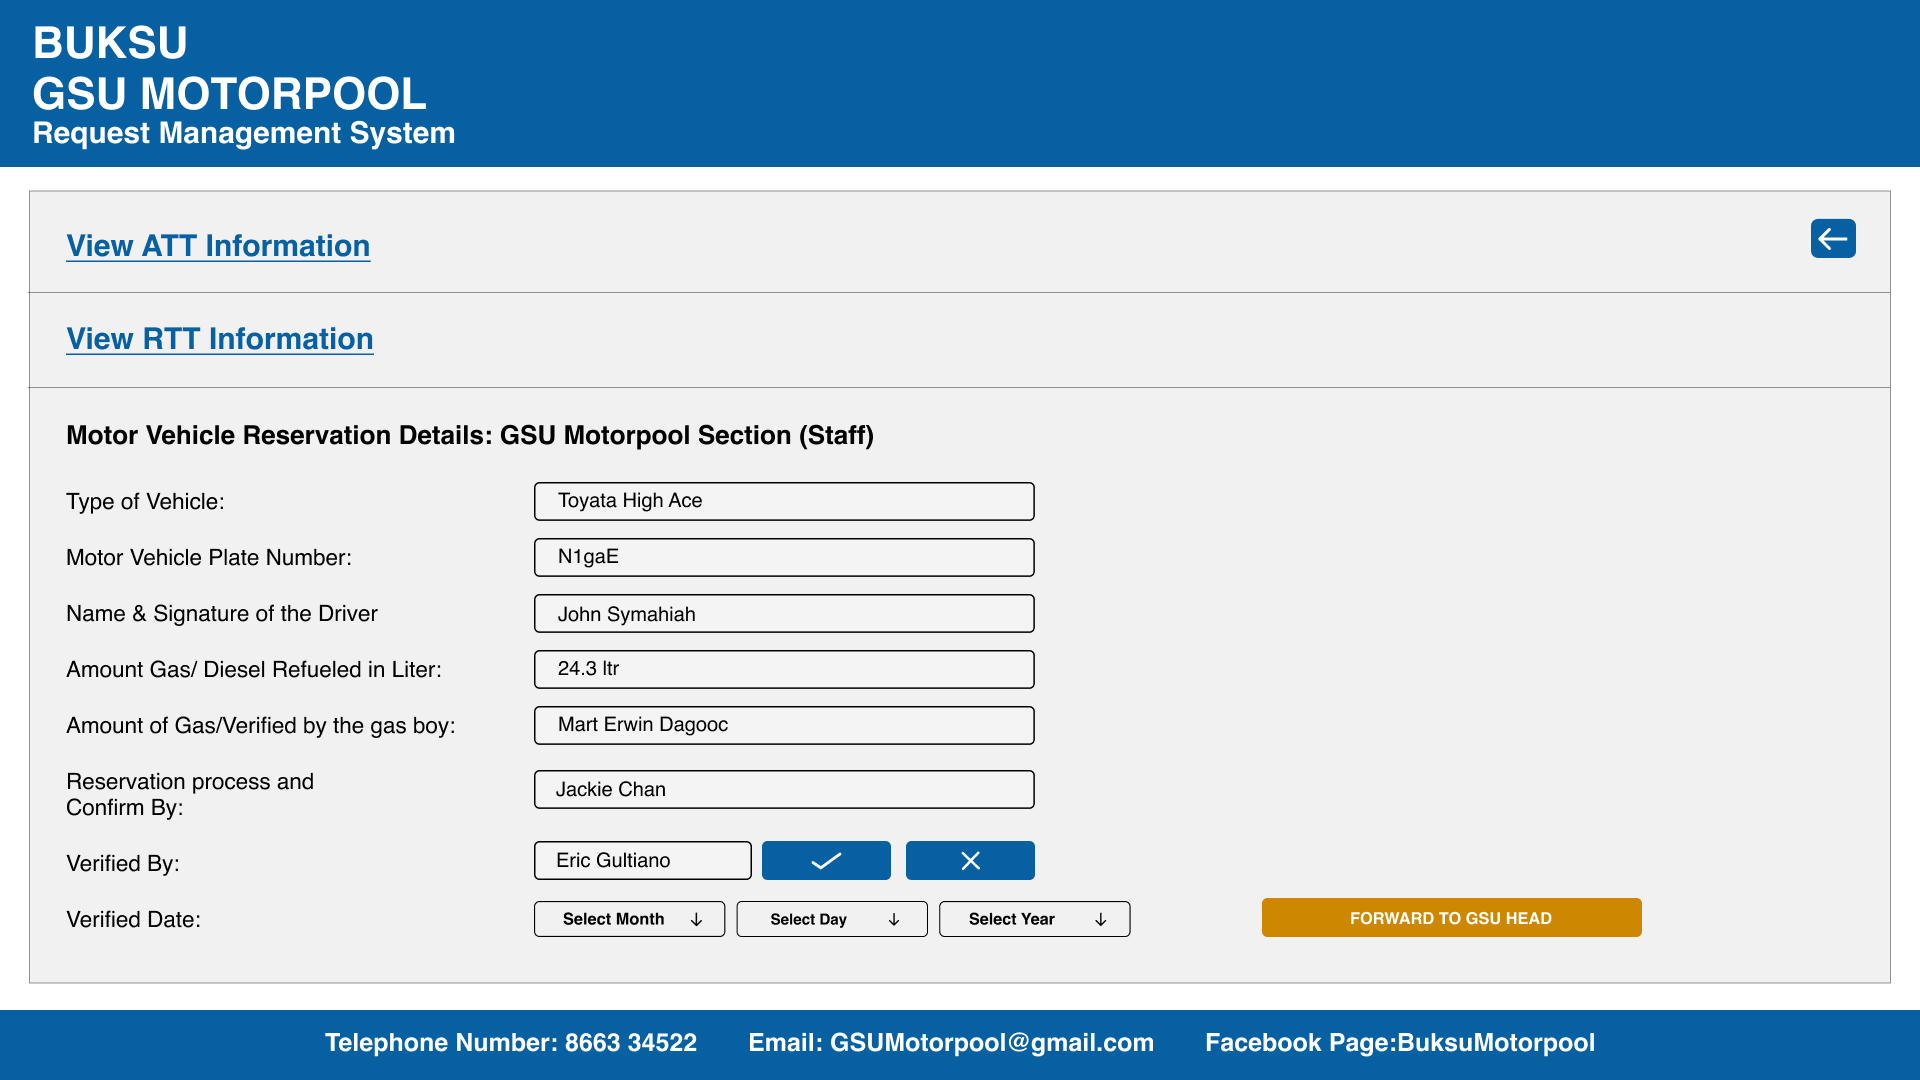 BUKSU
GSU MOTORPOOL
Request Management System
View ATT Information
View RTT Information
Motor Vehicle Reservation Details: GSU Motorpool Section (Staff)
Type of Vehicle: Toyata High Ace
Motor Vehicle Plate Number: N1gaE
Name & Signature of the Driver John Symahiah
Amount Gas/ Diesel Refueled in Liter: 24.3 ltr
Amount of Gas/Verified by the gas boy: Mart Erwin Dagooc
Reservation process and
Confirm By: Jackie Chan
Verified By: Eric Gultiano
Verified Date: Select Month Select Day Select Year FORWARD TO GSU HEAD
Telephone Number: 8663 34522 Email: GSUMotorpool@gmail.com Facebook Page:BuksuMotorpool